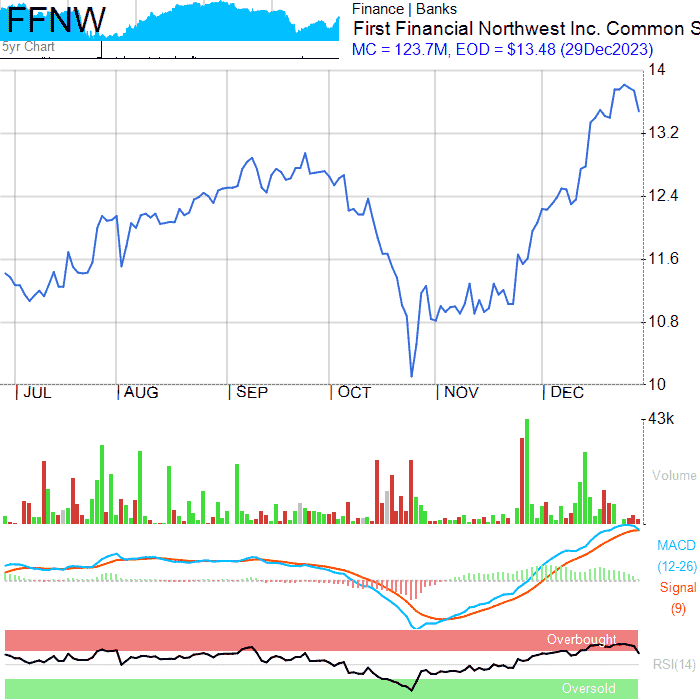 FFNW
5yr Chart
Finance | Banks
First Financial Northwest Inc. Common S
MC = 123.7M, EOD = $13.48 (29Dec2023)
14
13.2
12.4
11.6
10.8
10
JUL
AUG
SEP
OCT
NOV
DEC
43k
Volume
MACD
(12-26)
Signal
(9)
Overbought
RSI(14)
Oversold